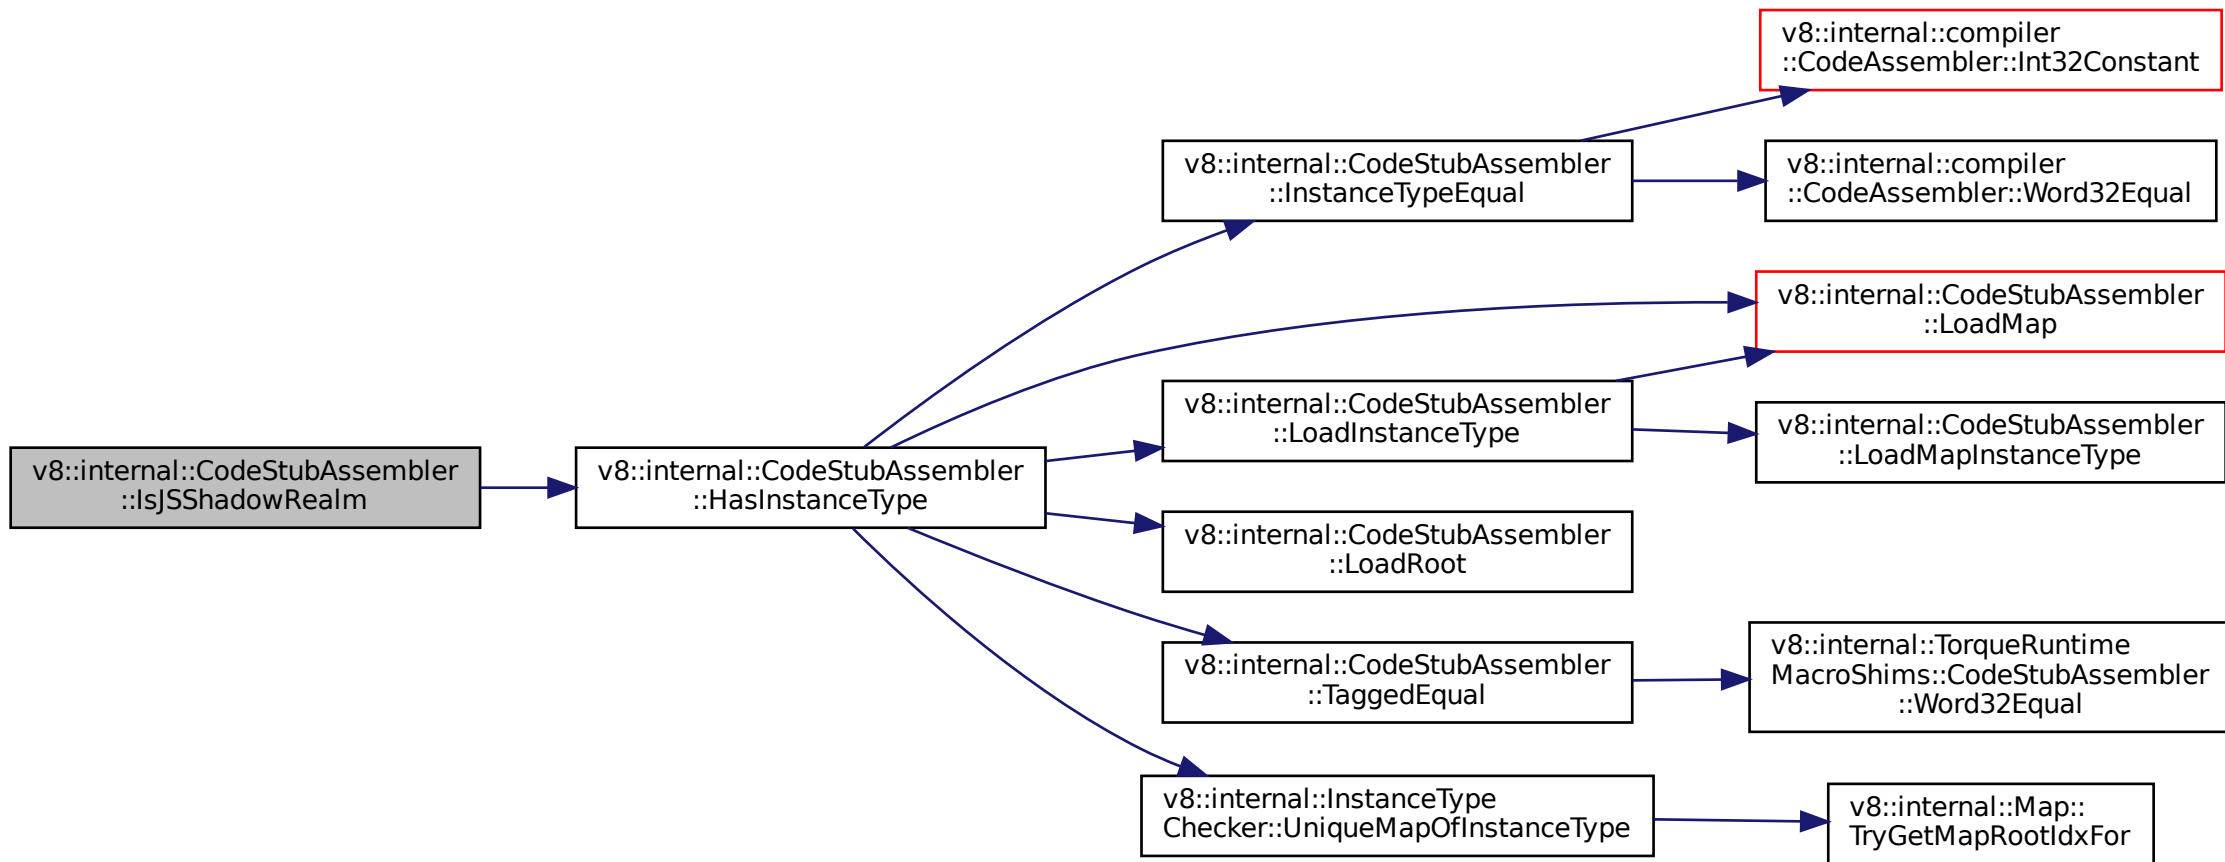 v8::internal::compiler
::CodeAssembler::Int32Constant
v8::internal::CodeStubAssembler
::InstanceTypeEqual
v8::internal::compiler
::CodeAssembler::Word32Equal
v8::internal::CodeStubAssembler
::LoadMap
v8::internal::CodeStubAssembler
::LoadInstanceType
v8::internal::CodeStubAssembler
::LoadMapInstanceType
v8::internal::CodeStubAssembler
::IsJSShadowRealm
v8::internal::CodeStubAssembler
::HasInstanceType
v8::internal::CodeStubAssembler
::LoadRoot
v8::internal::CodeStubAssembler
::TaggedEqual
v8::internal::TorqueRuntime
MacroShims::CodeStubAssembler
::Word32Equal
v8::internal::InstanceType
Checker::UniqueMapOfInstanceType
v8::internal::Map::
TryGetMapRootIdxFor